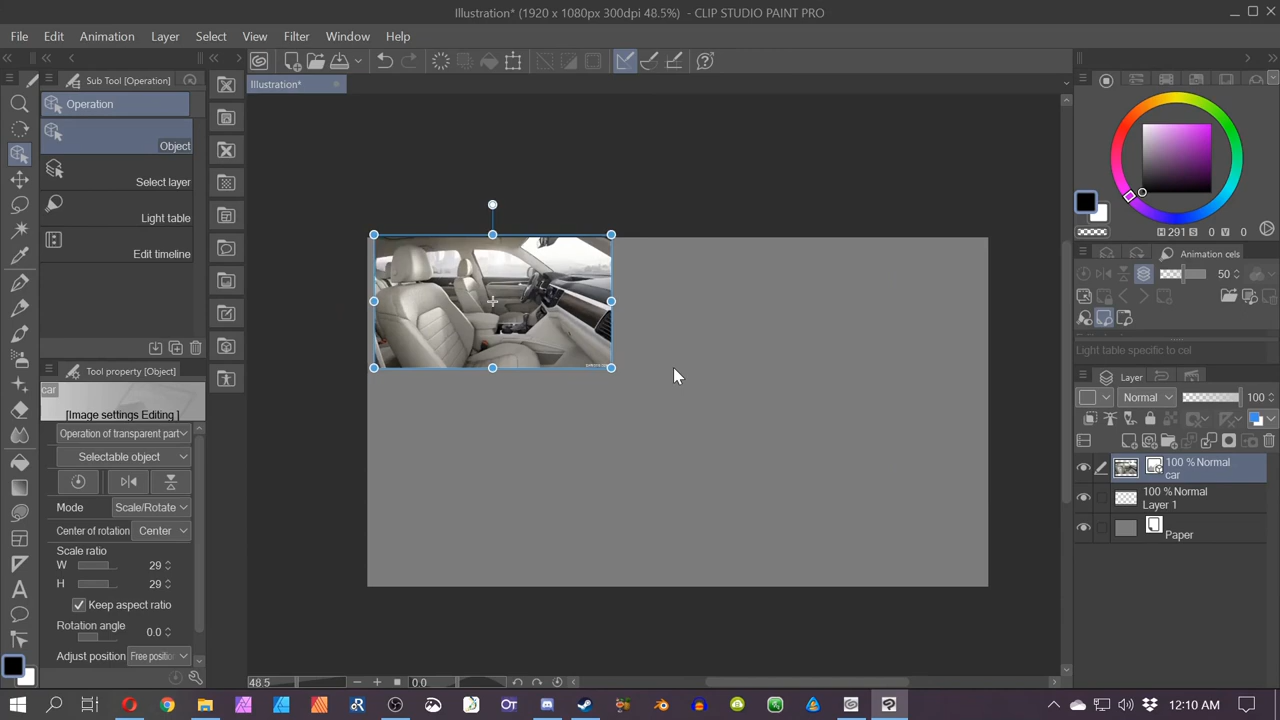 Illustration* (1920 x 1080px 300dpi 48.5%) - CLIP STUDIO PAINT PRO
File Edit Animation Layer Select View Filter Window Help
Sub Tool [Operation]
Illustration*
Operation
Object
Select layer
Light table
Edit timeline
Tool property [Object]
car
[Image settings Editing ]
Operation of transparent part
Selectable object
Mode Scale/Rotate
Center of rotation Center
Scale ratio
W 29
H 29
Keep aspect ratio
Rotation angle 0.0
Adjust position Free positio
48.5 0.0
H 291 S 0 V 0
Animation cels
50
Light table specific to cel
Layer
Normal 100
100 % Normal
car
100 % Normal
Layer 1
Paper
12:10 AM